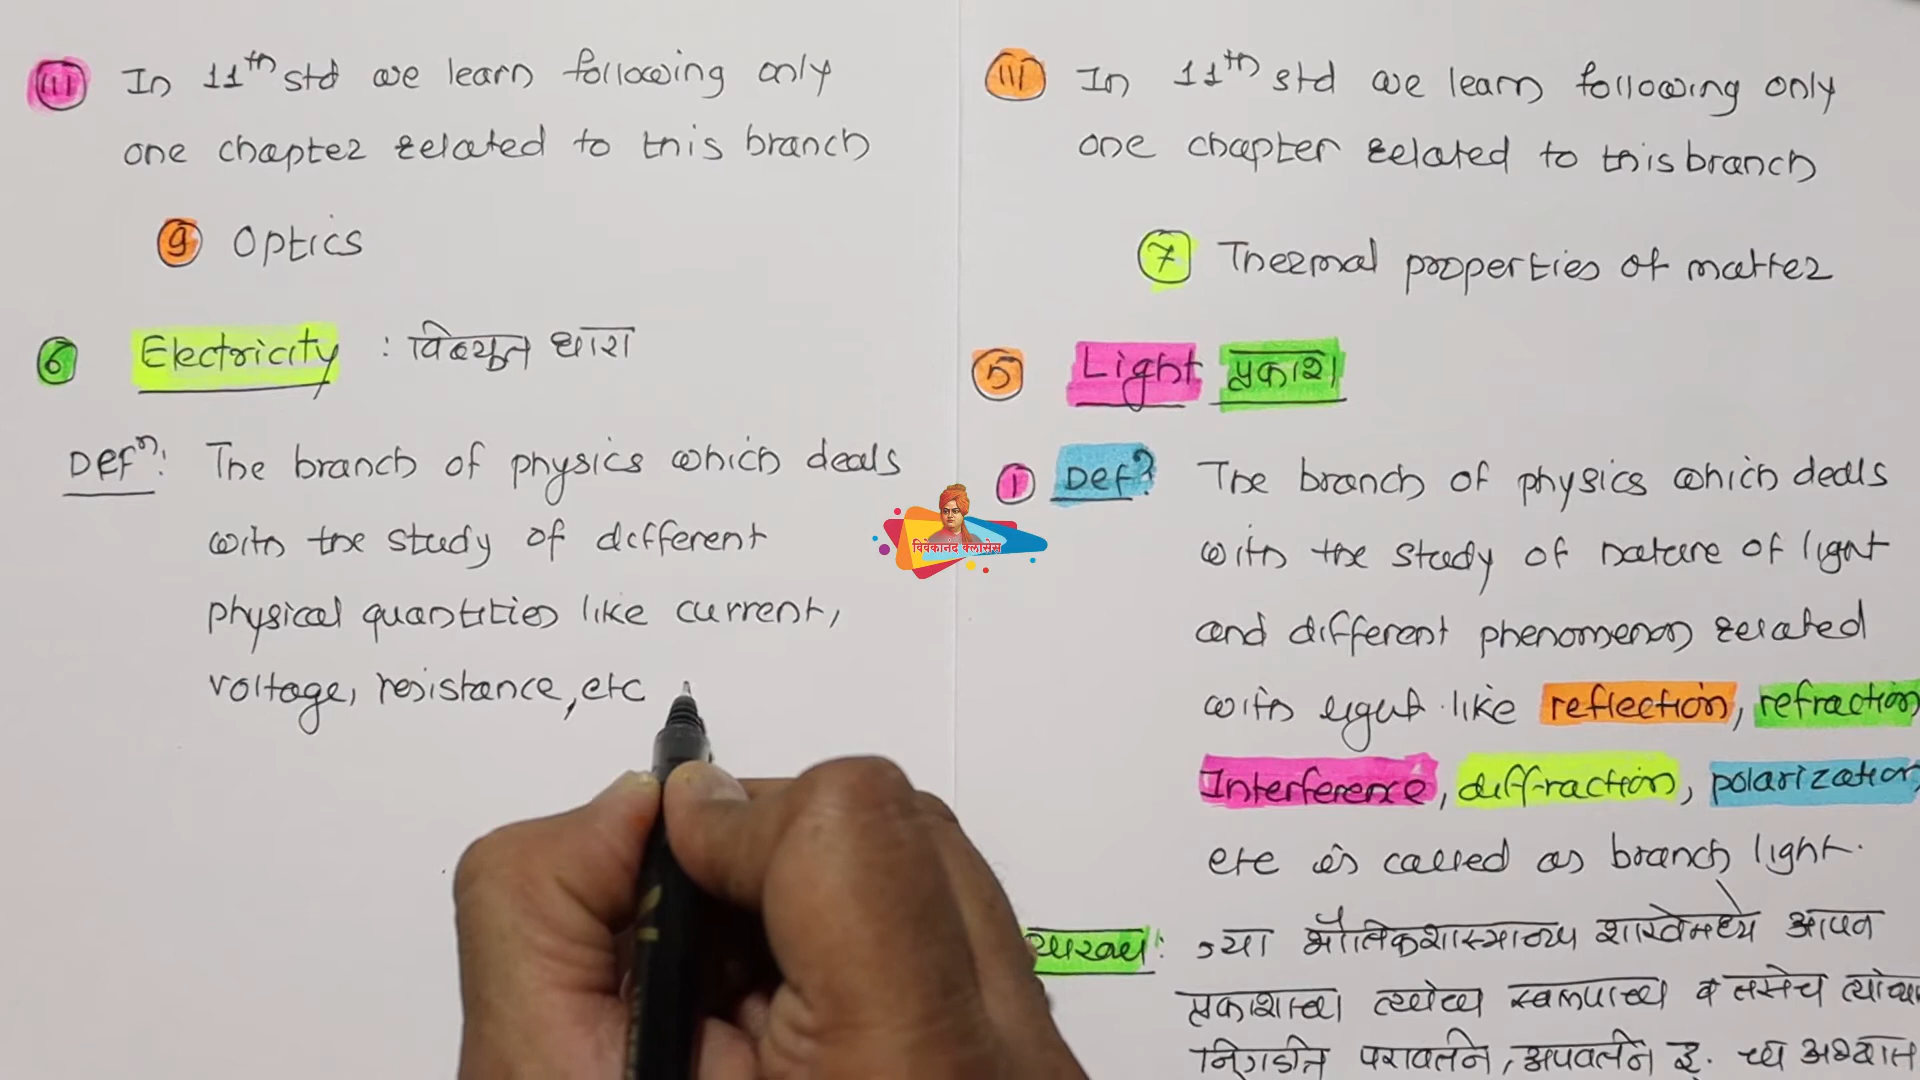 III In 11th std we learn following only
one chapter related to this branch
9 Optics
6 Electricity : विद्युत धारा
Defn: The branch of physics which deals
with the study of different
physical quantities like current,
voltage, resistance, etc
विवेकानंद क्लासेस
III In 11th std we learn following only
one chapter related to this branch
7 Thermal properties of matter
5 Light प्रकाश
1 Defn The branch of physics which deals
with the study of nature of light
and different phenomenon related
with light like reflection, refraction
Interference, diffraction, polarization,
etc is called as branch light.
ज्या भौतिकशास्त्राच्या शाखेमध्ये आपण
प्रकाशाच्या स्वरूपाच्या व तसेच
निगडीत परावर्तन, अपवर्तन इ. चा अभ्यास